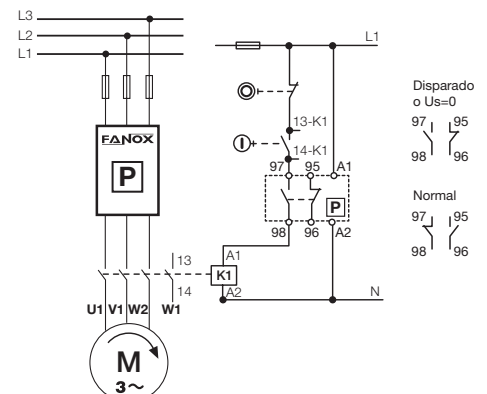 L3
L2
L1
L1
FANOX
P
13-K1
14-K1
97 95 A1
P
98 96 A2
13
14
A1
K1
A2
N
U1 V1 W2 W1
M
3~
Disparado
o Us=0
97 95
98 96
Normal
97 95
98 96